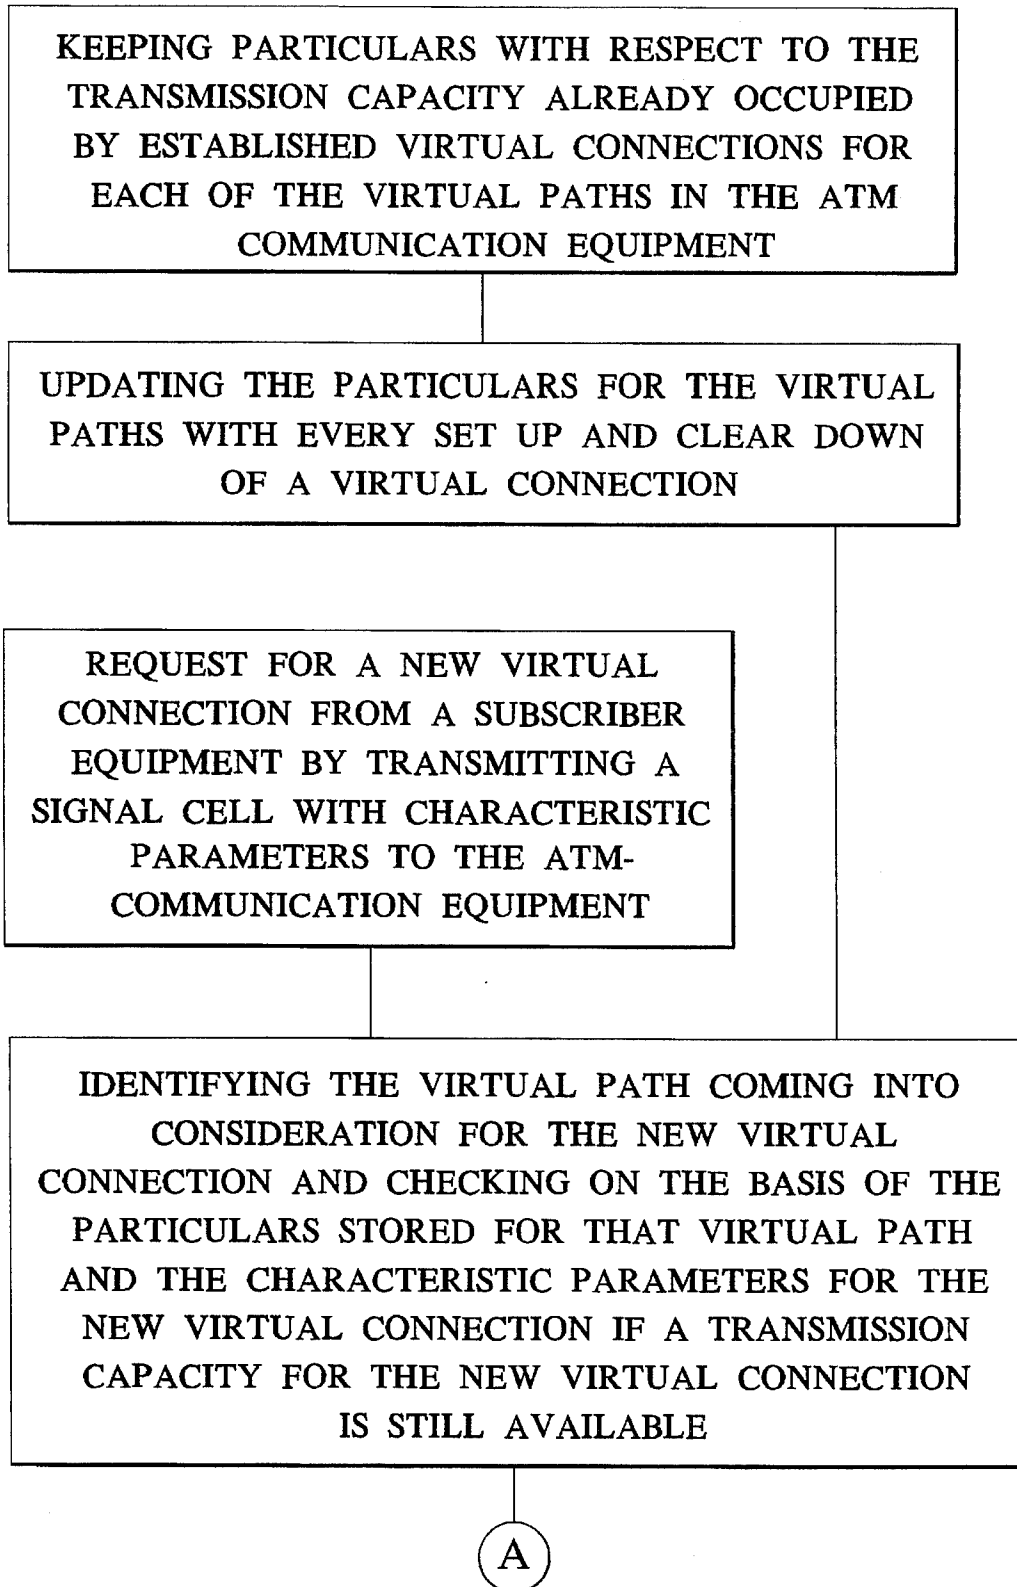 KEEPING PARTICULARS WITH RESPECT TO THE
TRANSMISSION CAPACITY ALREADY OCCUPIED
BY ESTABLISHED VIRTUAL CONNECTIONS FOR
EACH OF THE VIRTUAL PATHS IN THE ATM
COMMUNICATION EQUIPMENT
UPDATING THE PARTICULARS FOR THE VIRTUAL
PATHS WITH EVERY SET UP AND CLEAR DOWN
OF A VIRTUAL CONNECTION
REQUEST FOR A NEW VIRTUAL
CONNECTION FROM A SUBSCRIBER
EQUIPMENT BY TRANSMITTING A
SIGNAL CELL WITH CHARACTERISTIC
PARAMETERS TO THE ATM-
COMMUNICATION EQUIPMENT
IDENTIFYING THE VIRTUAL PATH COMING INTO
CONSIDERATION FOR THE NEW VIRTUAL
CONNECTION AND CHECKING ON THE BASIS OF THE
PARTICULARS STORED FOR THAT VIRTUAL PATH
AND THE CHARACTERISTIC PARAMETERS FOR THE
NEW VIRTUAL CONNECTION IF A TRANSMISSION
CAPACITY FOR THE NEW VIRTUAL CONNECTION
IS STILL AVAILABLE
A